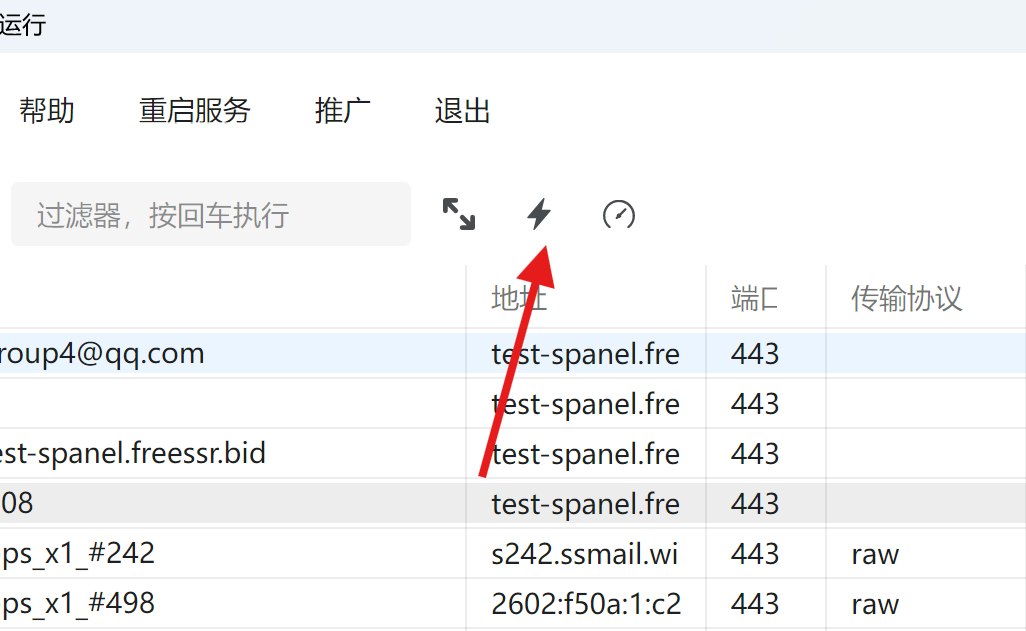 运行
帮助 重启服务 推广 退出
过滤器，按回车执行
地址 端口 传输协议
roup4@qq.com test-spanel.fre 443
test-spanel.fre 443
est-spanel.freessr.bid test-spanel.fre 443
08 test-spanel.fre 443
ps_x1_#242 s242.ssmail.wi 443 raw
ps_x1_#498 2602:f50a:1:c2 443 raw